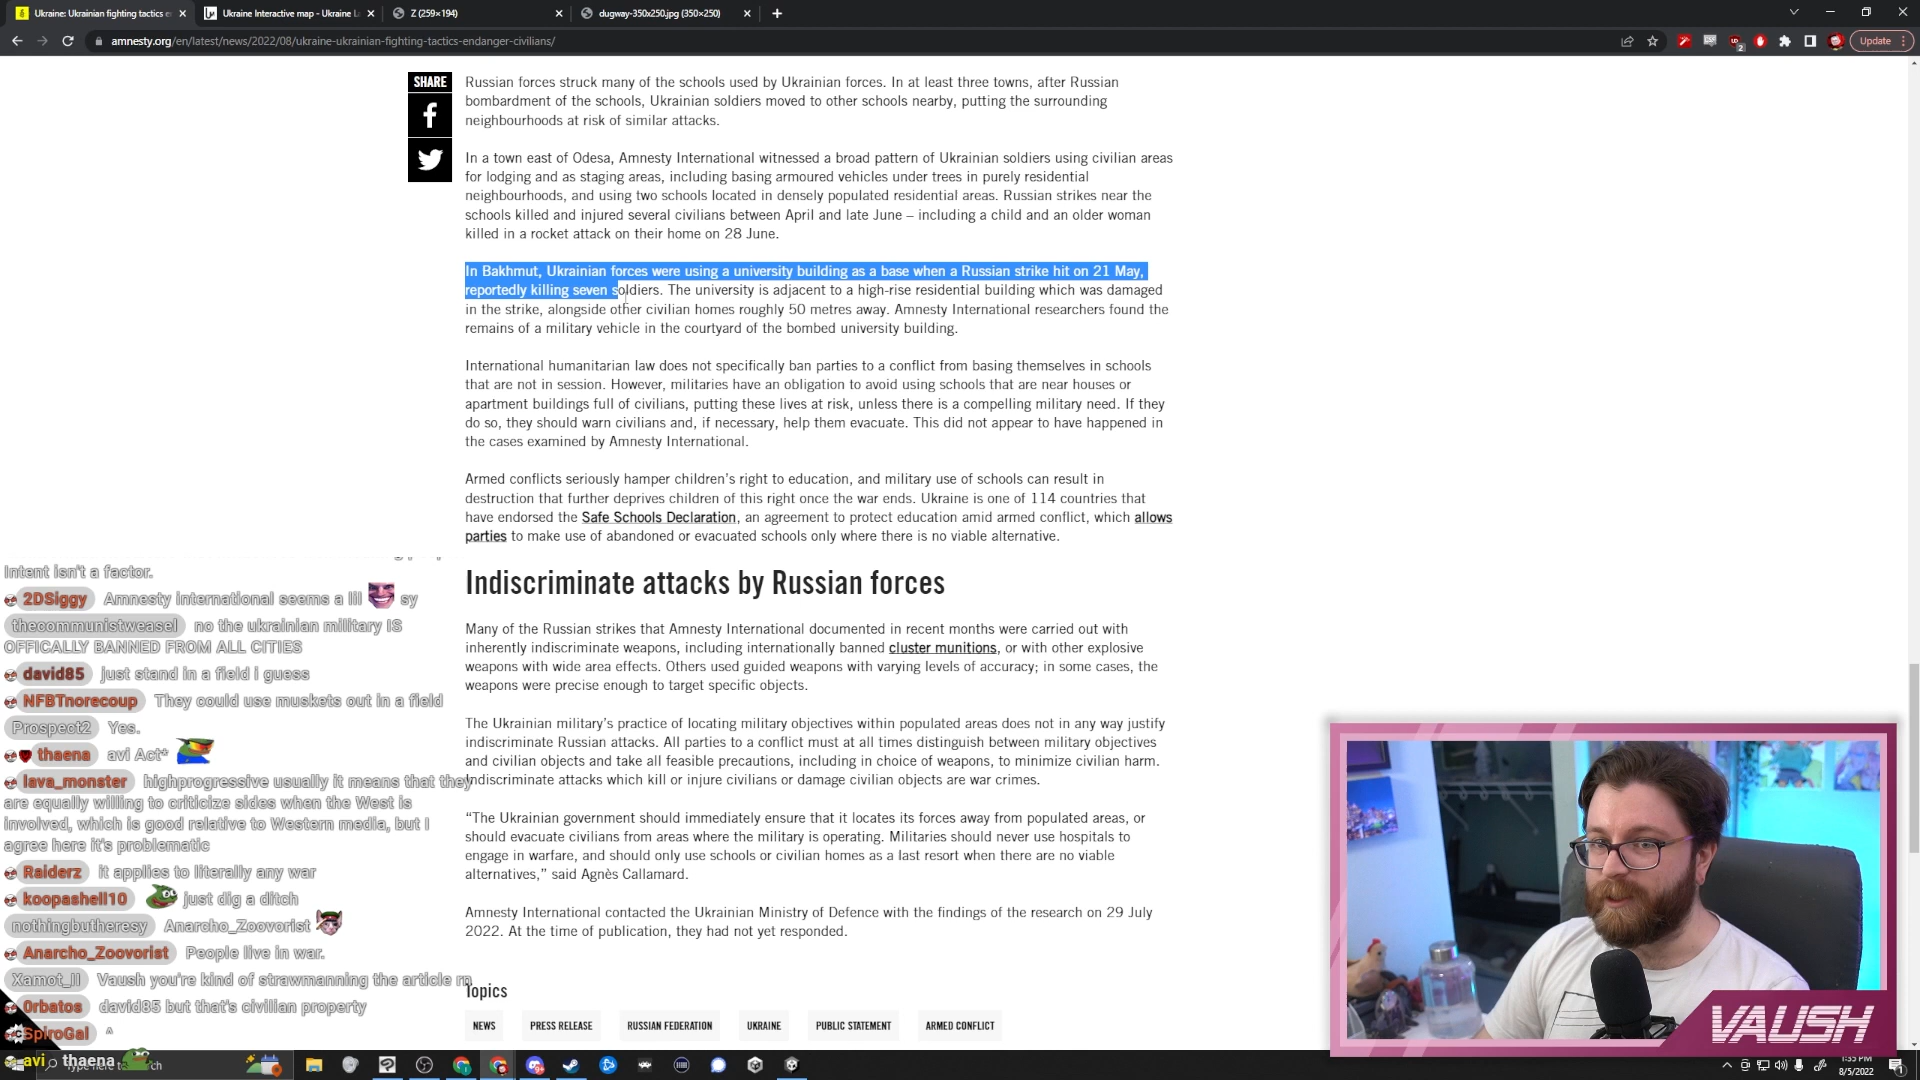 Ukraine: Ukrainian fighting tactics e
Ukraine Interactive map - Ukraine L
Z (259×194)
dugway-350x250.jpg (350×250)
amnesty.org/en/latest/news/2022/08/ukraine-ukrainian-fighting-tactics-endanger-civilians/
Update
SHARE
Russian forces struck many of the schools used by Ukrainian forces. In at least three towns, after Russian
bombardment of the schools, Ukrainian soldiers moved to other schools nearby, putting the surrounding
neighbourhoods at risk of similar attacks.
In a town east of Odesa, Amnesty International witnessed a broad pattern of Ukrainian soldiers using civilian areas
for lodging and as staging areas, including basing armoured vehicles under trees in purely residential
neighbourhoods, and using two schools located in densely populated residential areas. Russian strikes near the
schools killed and injured several civilians between April and late June – including a child and an older woman
killed in a rocket attack on their home on 28 June.
In Bakhmut, Ukrainian forces were using a university building as a base when a Russian strike hit on 21 May,
reportedly killing seven soldiers. The university is adjacent to a high-rise residential building which was damaged
in the strike, alongside other civilian homes roughly 50 metres away. Amnesty International researchers found the
remains of a military vehicle in the courtyard of the bombed university building.
International humanitarian law does not specifically ban parties to a conflict from basing themselves in schools
that are not in session. However, militaries have an obligation to avoid using schools that are near houses or
apartment buildings full of civilians, putting these lives at risk, unless there is a compelling military need. If they
do so, they should warn civilians and, if necessary, help them evacuate. This did not appear to have happened in
the cases examined by Amnesty International.
Armed conflicts seriously hamper children's right to education, and military use of schools can result in
destruction that further deprives children of this right once the war ends. Ukraine is one of 114 countries that
have endorsed the Safe Schools Declaration, an agreement to protect education amid armed conflict, which allows
parties to make use of abandoned or evacuated schools only where there is no viable alternative.
Indiscriminate attacks by Russian forces
Many of the Russian strikes that Amnesty International documented in recent months were carried out with
inherently indiscriminate weapons, including internationally banned cluster munitions, or with other explosive
weapons with wide area effects. Others used guided weapons with varying levels of accuracy; in some cases, the
weapons were precise enough to target specific objects.
The Ukrainian military's practice of locating military objectives within populated areas does not in any way justify
indiscriminate Russian attacks. All parties to a conflict must at all times distinguish between military objectives
and civilian objects and take all feasible precautions, including in choice of weapons, to minimize civilian harm.
Indiscriminate attacks which kill or injure civilians or damage civilian objects are war crimes.
“The Ukrainian government should immediately ensure that it locates its forces away from populated areas, or
should evacuate civilians from areas where the military is operating. Militaries should never use hospitals to
engage in warfare, and should only use schools or civilian homes as a last resort when there are no viable
alternatives,” said Agnès Callamard.
Amnesty International contacted the Ukrainian Ministry of Defence with the findings of the research on 29 July
2022. At the time of publication, they had not yet responded.
Topics
NEWS
PRESS RELEASE
RUSSIAN FEDERATION
UKRAINE
PUBLIC STATEMENT
ARMED CONFLICT
Intent isn't a factor.
2DSiggy Amnesty international seems a lil sy
thecommunistweasel no the ukrainian military IS
OFFICALLY BANNED FROM ALL CITIES
david85 just stand in a field i guess
NFBTnorecoup They could use muskets out in a field
Prospect2 Yes.
thaena avi Act*
lava_monster highprogressive usually it means that they
are equally willing to criticize sides when the West is
involved, which is good relative to Western media, but I
agree here it's problematic
Raiderz it applies to literally any war
koopashell10 just dig a ditch
nothingbutheresy Anarcho_Zoovorist
Anarcho_Zoovorist People live in war.
Xamot_II Vaush you're kind of strawmanning the article rn
Orbatos david85 but that's civilian property
SpiroGal ^
avi thaena
VAUSH
1:35 PM
8/5/2022